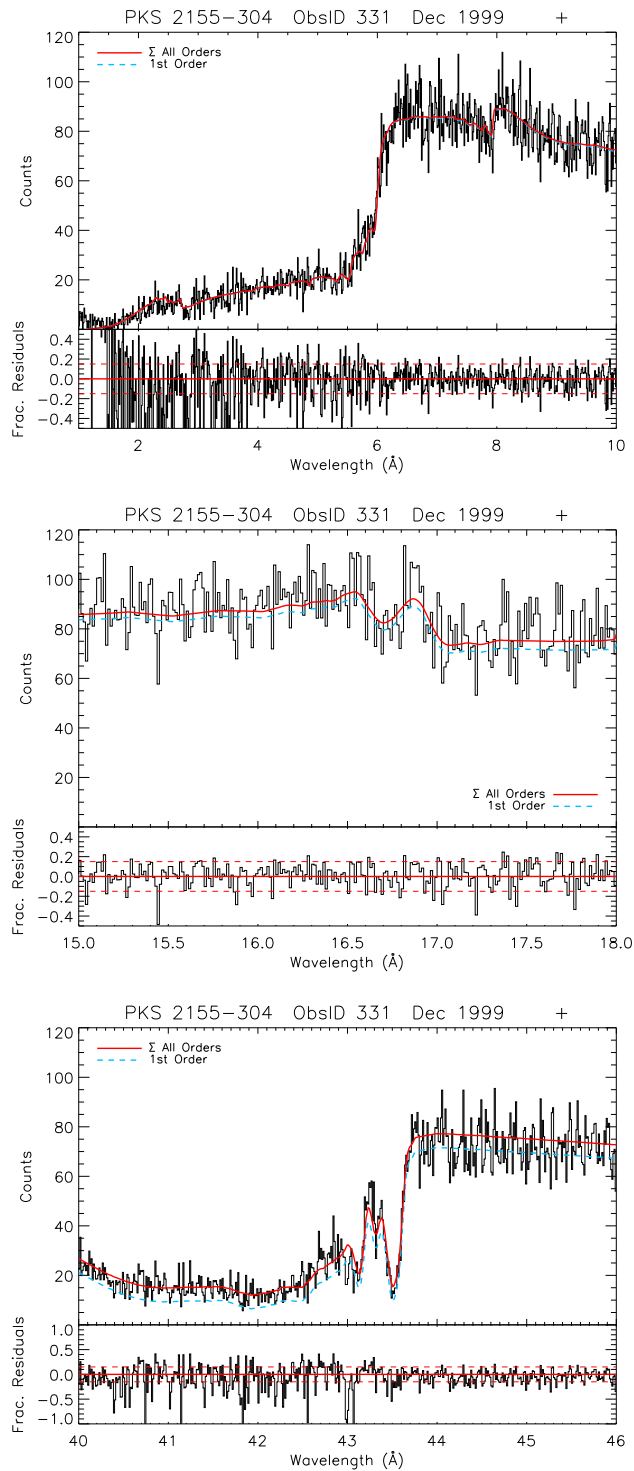 PKS 2155-304 ObsID 331 Dec 1999 +
Σ All Orders
1st Order
120
100
80
60
40
20
Counts
0.4
0.2
0.0
-0.2
-0.4
Frac. Residuals
2 4 6 8 10
Wavelength (Å)
PKS 2155-304 ObsID 331 Dec 1999 +
120
100
80
60
40
20
Counts
Σ All Orders
1st Order
0.4
0.2
0.0
-0.2
-0.4
Frac. Residuals
15.0 15.5 16.0 16.5 17.0 17.5 18.0
Wavelength (Å)
PKS 2155-304 ObsID 331 Dec 1999 +
Σ All Orders
1st Order
120
100
80
60
40
20
Counts
1.0
0.5
0.0
-0.5
-1.0
Frac. Residuals
40 41 42 43 44 45 46
Wavelength (Å)